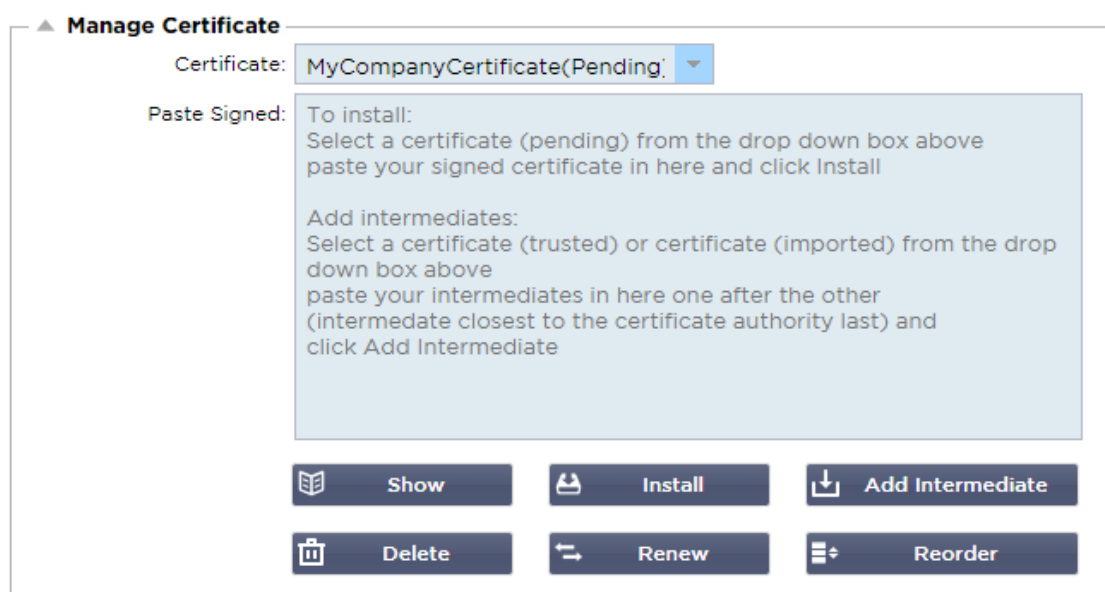 Manage Certificate
Certificate: MyCompanyCertificate(Pending)
Paste Signed: To install:
Select a certificate (pending) from the drop down box above
paste your signed certificate in here and click Install
Add intermediates:
Select a certificate (trusted) or certificate (imported) from the drop
down box above
paste your intermediates in here one after the other
(intermedate closest to the certificate authority last) and
click Add Intermediate
Show Install Add Intermediate
Delete Renew Reorder